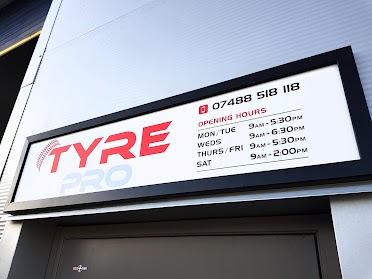 TYRE
PRO
07488 518 118
OPENING HOURS
MON/TUE 9AM - 5:30PM
WEDS 9AM - 6:30PM
THURS/FRI 9AM - 5:30PM
SAT 9AM - 2:00PM